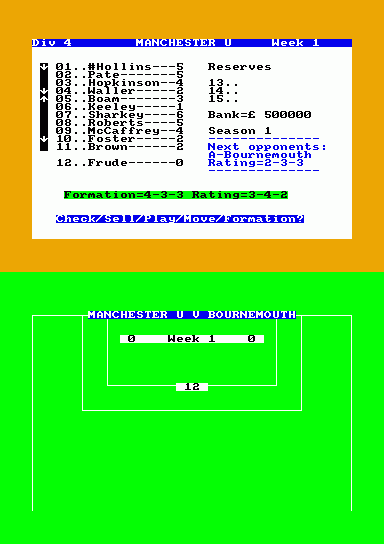 Div 4 MANCHESTER U Week 1
01..#Hollins---5 Reserves
02..Pate-------5
03..Hopkinson--4 13..
04..Waller-----2 14..
05..Boam-------3 15..
06..Keeley-----1
07..Sharkey----6 Bank=£ 500000
08..Roberts----5
09..McCaffrey--4 Season 1
10..Foster-----2 --------------
11..Brown------2 Next opponents:
A-Bournemouth
12..Frude------0 Rating=2-3-3
--------------
Formation=4-3-3 Rating=3-4-2
Check/Sell/Play/Move/Formation?
MANCHESTER U V BOURNEMOUTH
0 Week 1 0
12